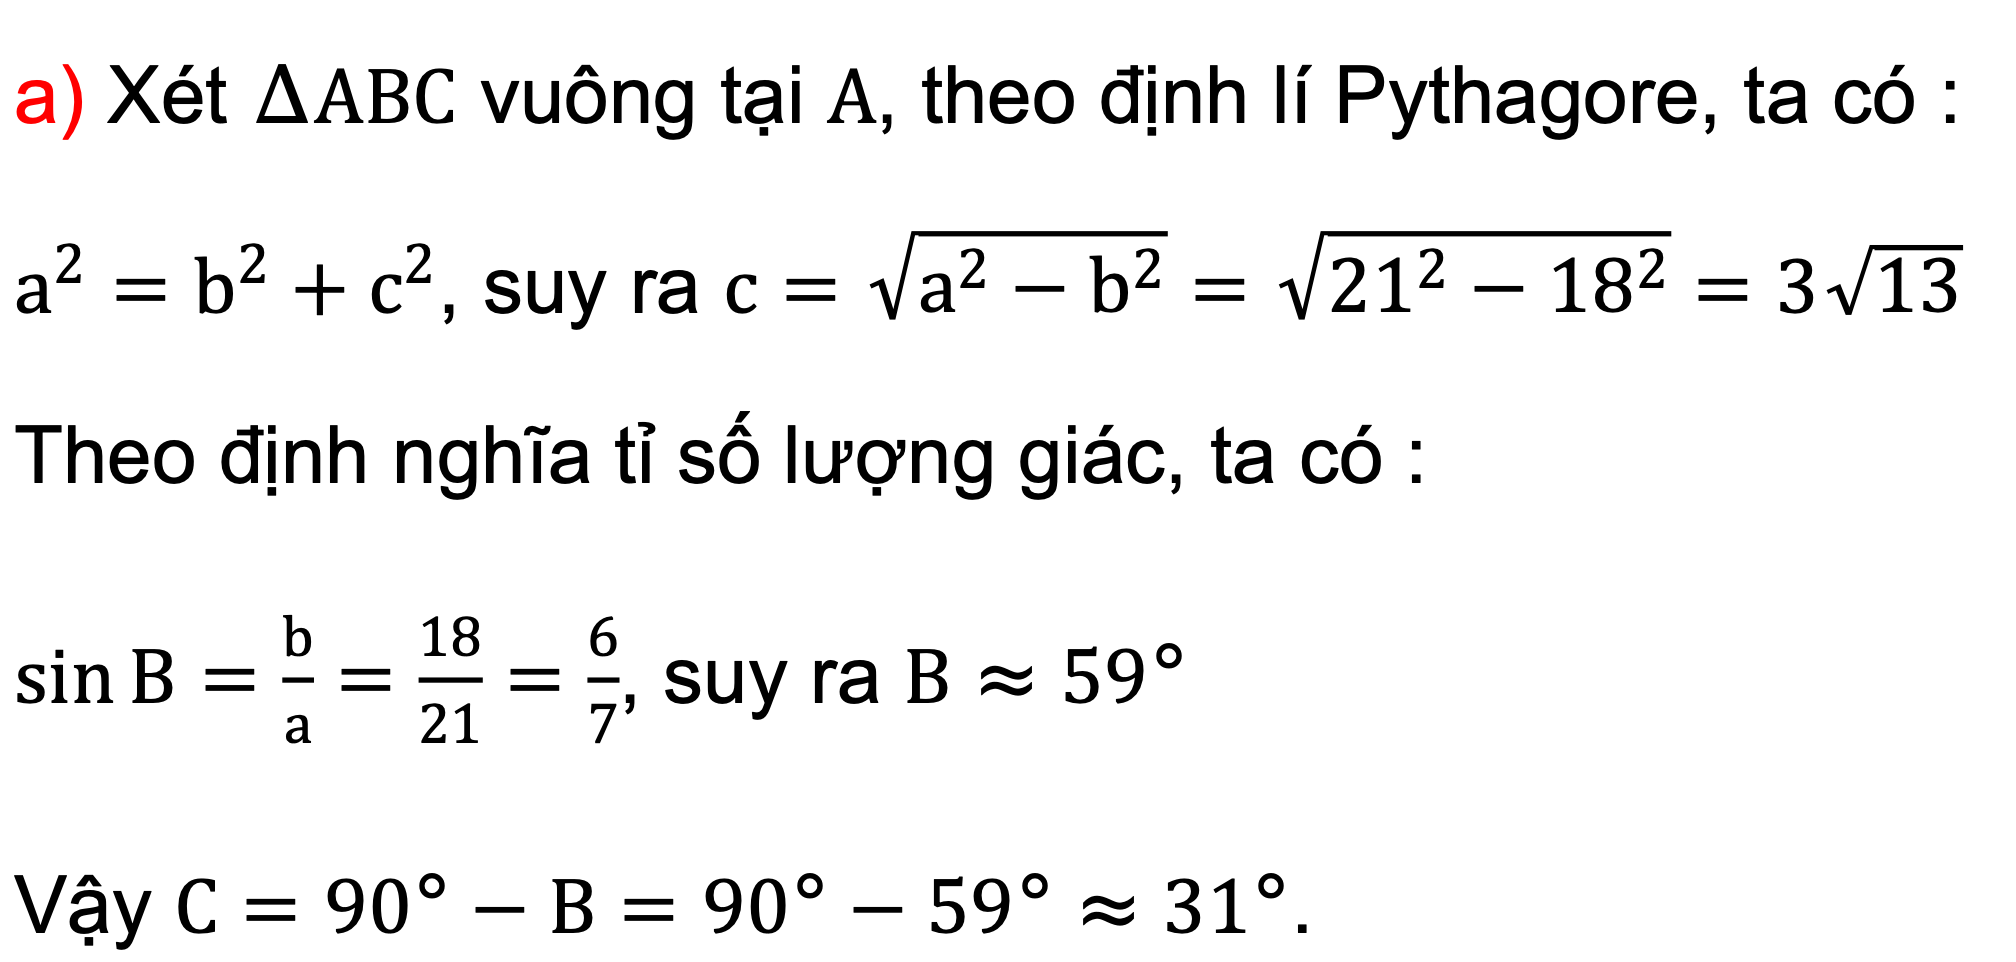 a) Xét ΔABC vuông tại A, theo định lí Pythagore, ta có :
a² = b² + c², suy ra c = √(a² − b²) = √(21² − 18²) = 3√13
Theo định nghĩa tỉ số lượng giác, ta có :
sin B = b/a = 18/21 = 6/7, suy ra B ≈ 59°
Vậy C = 90° − B = 90° − 59° ≈ 31°.